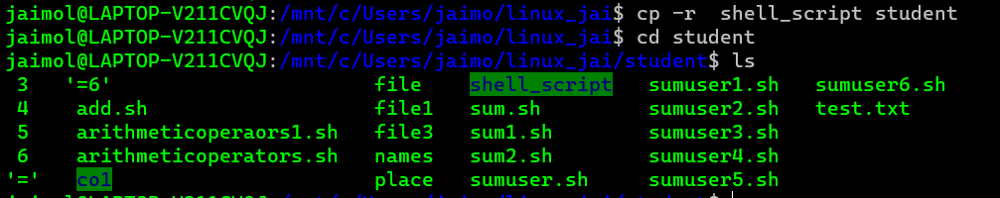 jaimol@LAPTOP-V211CVQJ:/mnt/c/Users/jaimo/linux_jai$ cp -r  shell_script student
jaimol@LAPTOP-V211CVQJ:/mnt/c/Users/jaimo/linux_jai$ cd student
jaimol@LAPTOP-V211CVQJ:/mnt/c/Users/jaimo/linux_jai/student$ ls
 3   '=6'                      file     shell_script   sumuser1.sh   sumuser6.sh
 4    add.sh                   file1    sum.sh         sumuser2.sh   test.txt
 5    arithmeticoperaors1.sh   file3    sum1.sh        sumuser3.sh
 6    arithmeticoperators.sh   names    sum2.sh        sumuser4.sh
'='   co1                      place    sumuser.sh     sumuser5.sh